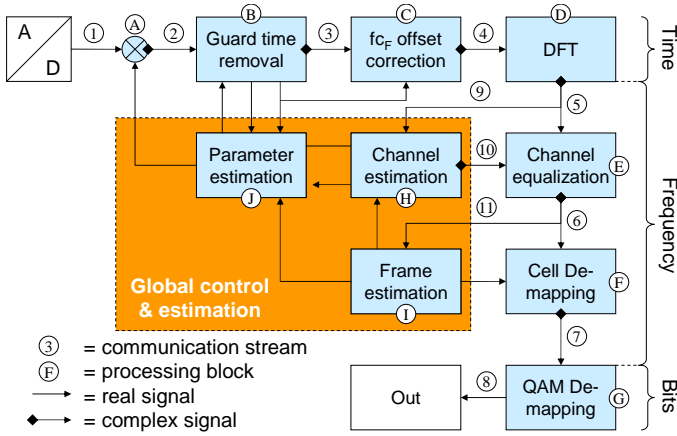 A
D
1
A
2
B
Guard time
removal
3
C
fcF offset
correction
4
D
DFT
Time
9
5
Parameter
estimation
J
Channel
estimation
H
10
Channel
equalization
E
Frequency
11
6
Global control
& estimation
Frame
estimation
I
Cell De-
mapping
F
7
3 = communication stream
F = processing block
= real signal
= complex signal
Out
8
QAM De-
mapping
G
Bits